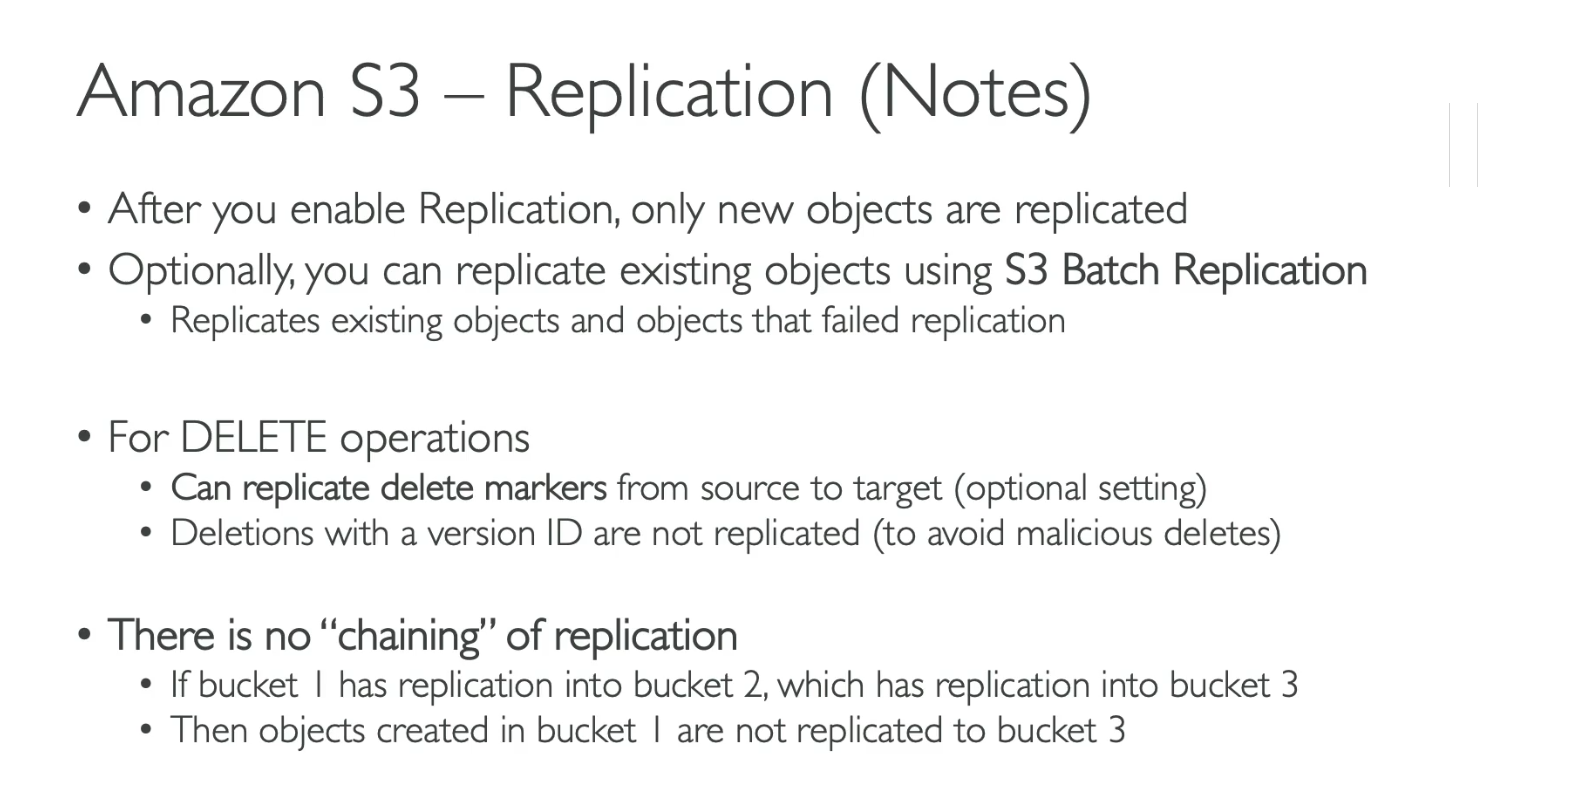 Amazon S3 – Replication (Notes)
• After you enable Replication, only new objects are replicated
• Optionally, you can replicate existing objects using S3 Batch Replication
• Replicates existing objects and objects that failed replication
• For DELETE operations
• Can replicate delete markers from source to target (optional setting)
• Deletions with a version ID are not replicated (to avoid malicious deletes)
• There is no “chaining” of replication
• If bucket 1 has replication into bucket 2, which has replication into bucket 3
• Then objects created in bucket 1 are not replicated to bucket 3